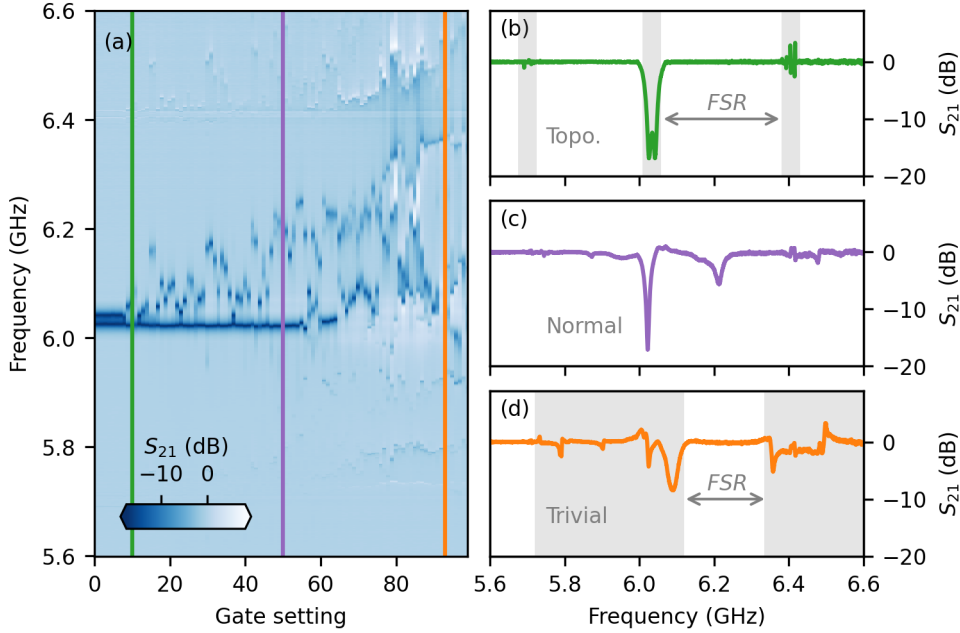 (a)
6.6
6.4
6.2
6.0
5.8
5.6
Frequency (GHz)
S21 (dB)
−10 0
0 20 40 60 80
Gate setting
(b)
FSR
Topo.
0
−10
−20
S21 (dB)
(c)
Normal
0
−10
−20
S21 (dB)
(d)
FSR
Trivial
0
−10
−20
S21 (dB)
5.6 5.8 6.0 6.2 6.4 6.6
Frequency (GHz)